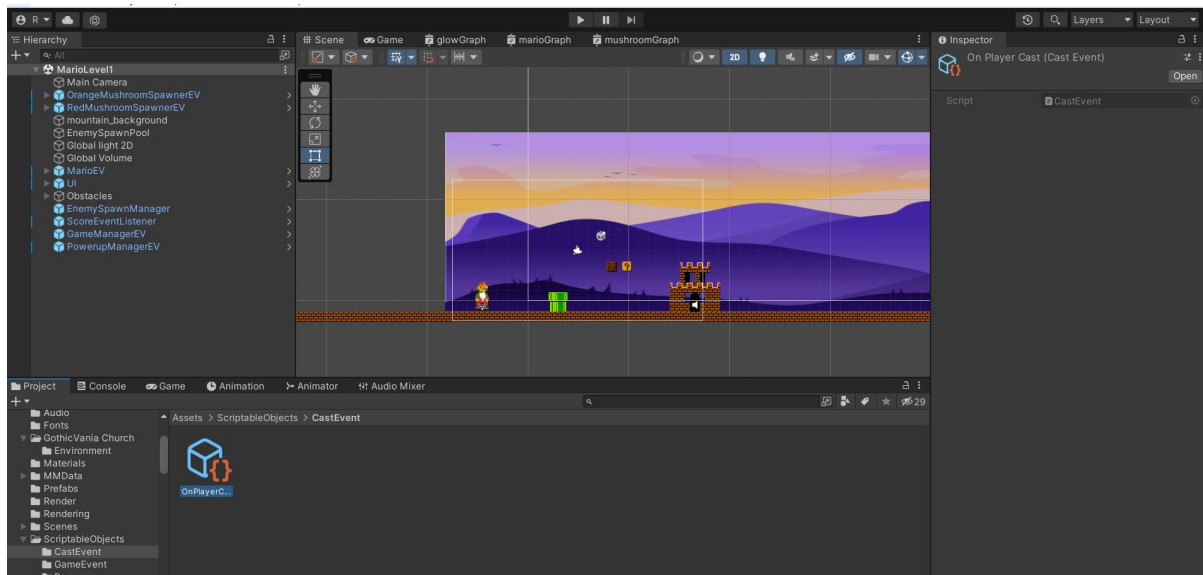 R
Layers Layout
Hierarchy
Scene Game glowGraph marioGraph mushroomGraph
Inspector
All
2D
On Player Cast (Cast Event)
Open
MarioLevel1
Main Camera
OrangeMushroomSpawnerEV
RedMushroomSpawnerEV
mountain_background
EnemySpawnPool
Global light 2D
Global Volume
MarioEV
UI
Obstacles
EnemySpawnManager
ScoreEventListener
GameManagerEV
PowerupManagerEV
Script CastEvent
Project Console Game Animation Animator Audio Mixer
29
Audio
Fonts
GothicVania Church
Environment
Materials
MMData
Prefabs
Render
Rendering
Scenes
ScriptableObjects
CastEvent
GameEvent
Assets > ScriptableObjects > CastEvent
OnPlayerC...